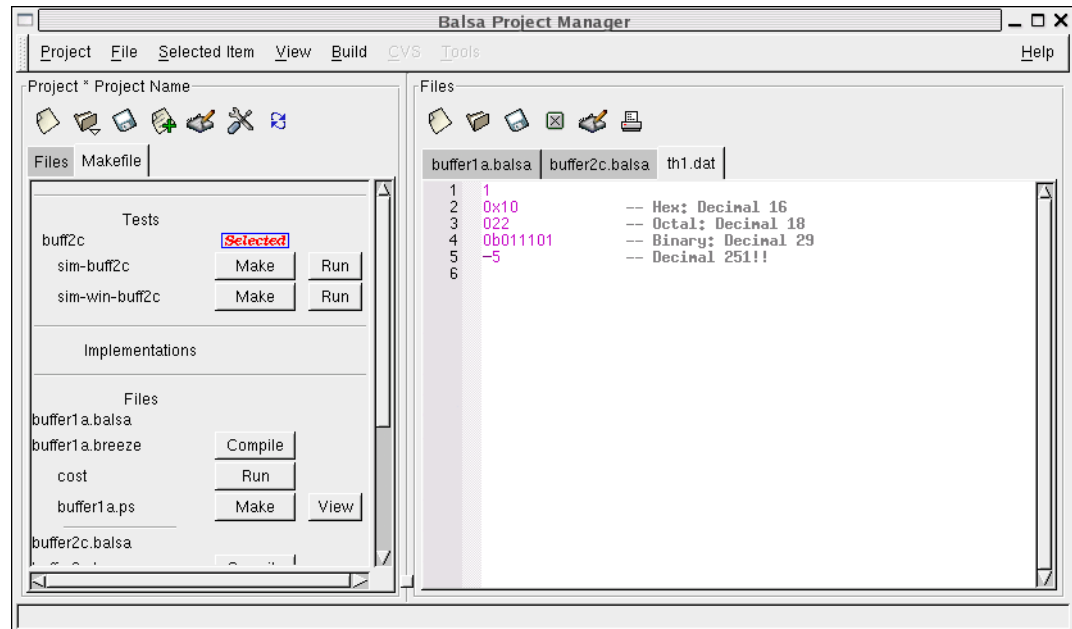 Balsa Project Manager
Project File Selected Item View Build CVS Tools Help
Project * Project Name
Files Makefile
Tests
buff2c Selected
sim-buff2c Make Run
sim-win-buff2c Make Run
Implementations
Files
buffer1a.balsa
buffer1a.breeze Compile
cost Run
buffer1a.ps Make View
buffer2c.balsa
Files
buffer1a.balsa buffer2c.balsa th1.dat
1 1
2 0x10 -- Hex: Decimal 16
3 022 -- Octal: Decimal 18
4 0b011101 -- Binary: Decimal 29
5 -5 -- Decimal 251!!
6